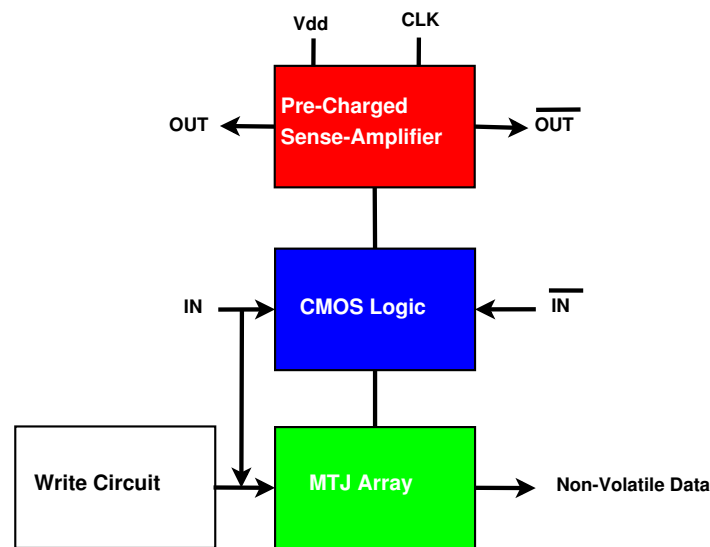 Vdd
CLK
Pre-Charged
Sense-Amplifier
OUT
OUT
IN
CMOS Logic
IN
Write Circuit
MTJ Array
Non-Volatile Data